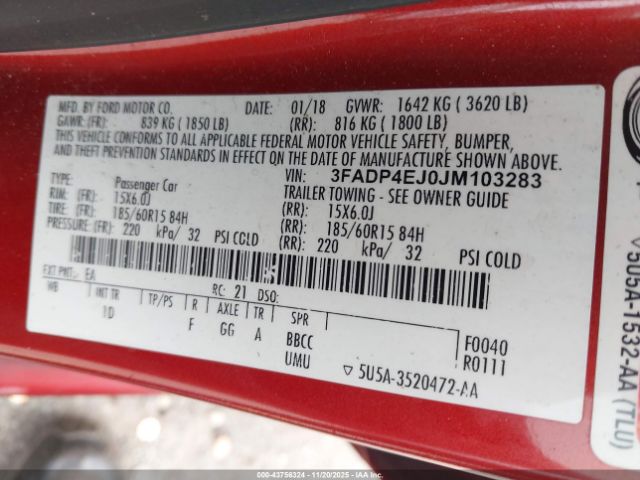 MFD. BY FORD MOTOR CO. DATE: 01/18 GVWR: 1642 KG ( 3620 LB)
GAWR: (FR): 839 KG ( 1850 LB) (RR): 816 KG ( 1800 LB)
THIS VEHICLE CONFORMS TO ALL APPLICABLE FEDERAL MOTOR VEHICLE SAFETY, BUMPER,
AND THEFT PREVENTION STANDARDS IN EFFECT ON THE DATE OF MANUFACTURE SHOWN ABOVE.
VIN: 3FADP4EJ0JM103283
TYPE: Passenger Car TRAILER TOWING - SEE OWNER GUIDE
RIM: (FR): 15X6.0J (RR): 15X6.0J
TIRE: (FR): 185/60R15 84H (RR): 185/60R15 84H
PRESSURE: (FR): 220 kPa/ 32 PSI COLD (RR): 220 kPa/ 32 PSI COLD
EXT PNT: EA RC: 21 DSO:
WB INT TR TP/PS R AXLE TR SPR
1D F GG A BBCC F0040
UMU R0111
▽ 5U5A-3520472-AA
▽ 5U5A-1532-AA (TLU)
000-43756324 - 11/20/2025 - IAAI.COM